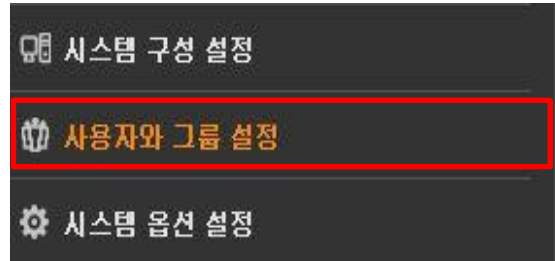 시스템 구성 설정
사용자와 그룹 설정
시스템 옵션 설정